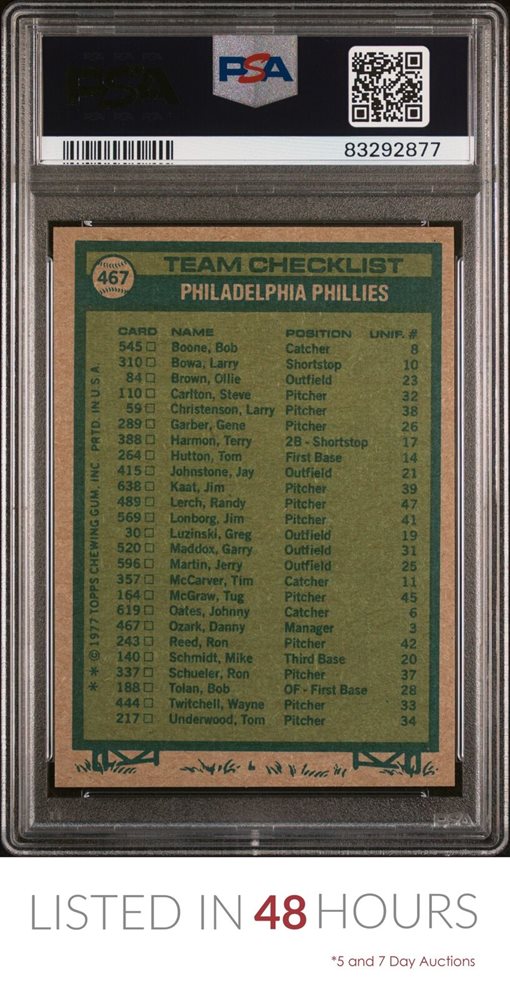 PSA
PSA
83292877
467
TEAM CHECKLIST
PHILADELPHIA PHILLIES
CARD NAME POSITION UNIF. #
545 Boone, Bob Catcher 8
310 Bowa, Larry Shortstop 10
84 Brown, Ollie Outfield 23
110 Carlton, Steve Pitcher 32
59 Christenson, Larry Pitcher 38
289 Garber, Gene Pitcher 26
388 Harmon, Terry 2B - Shortstop 17
264 Hutton, Tom First Base 14
415 Johnstone, Jay Outfield 21
638 Kaat, Jim Pitcher 39
489 Lerch, Randy Pitcher 47
569 Lonborg, Jim Pitcher 41
30 Luzinski, Greg Outfield 19
520 Maddox, Garry Outfield 31
596 Martin, Jerry Outfield 25
357 McCarver, Tim Catcher 11
164 McGraw, Tug Pitcher 45
619 Oates, Johnny Catcher 6
467 Ozark, Danny Manager 3
243 Reed, Ron Pitcher 42
140 Schmidt, Mike Third Base 20
337 Schueler, Ron Pitcher 37
188 Tolan, Bob OF - First Base 28
444 Twitchell, Wayne Pitcher 33
217 Underwood, Tom Pitcher 34
* * © 1977 TOPPS CHEWING GUM, INC. PRTD. IN U.S.A.
PSA
LISTED IN 48 HOURS
*5 and 7 Day Auctions